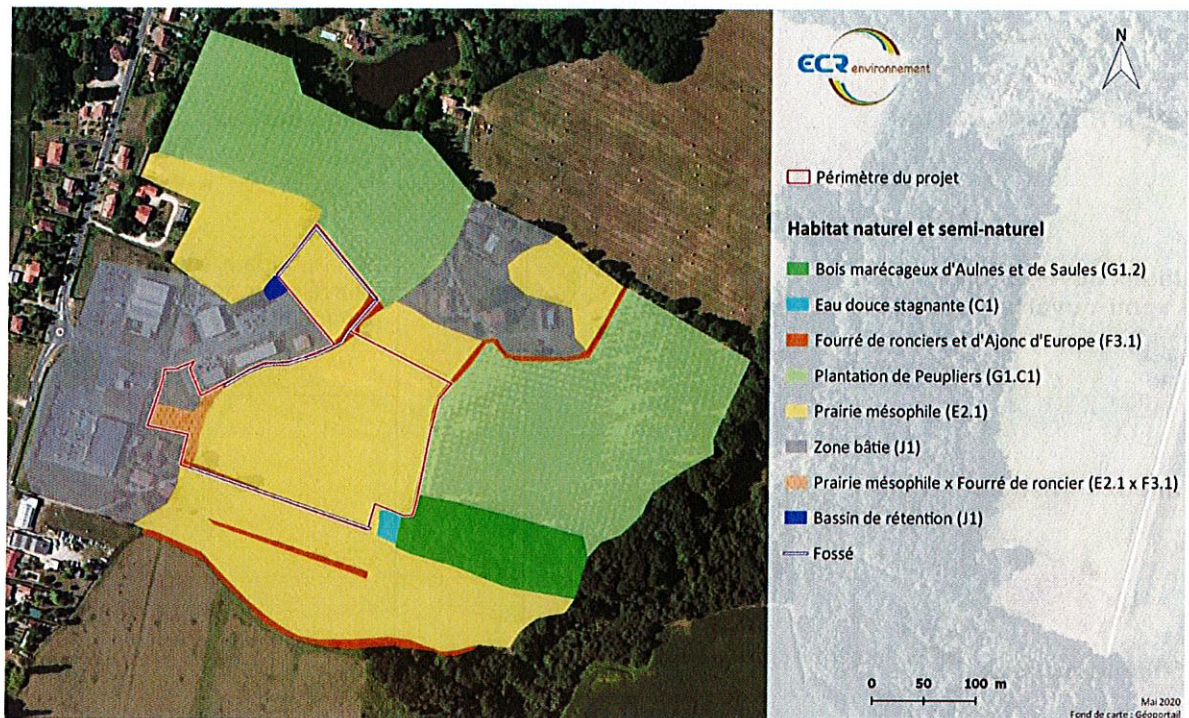 ECR environnement
N
Périmètre du projet
Habitat naturel et semi-naturel
Bois marécageux d'Aulnes et de Saules (G1.2)
Eau douce stagnante (C1)
Fourré de ronciers et d'Ajonc d'Europe (F3.1)
Plantation de Peupliers (G1.C1)
Prairie mésophile (E2.1)
Zone bâtie (J1)
Prairie mésophile x Fourré de roncier (E2.1 x F3.1)
Bassin de rétention (J1)
Fossé
0 50 100 m
Mai 2020
Fond de carte : Géoportail